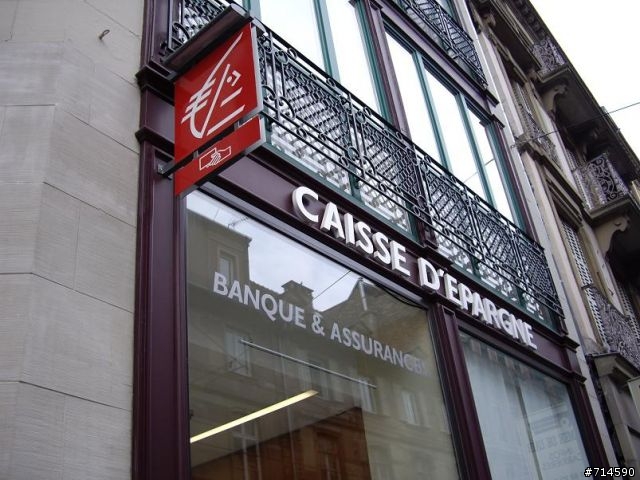 CAISSE D'EPARGNE
BANQUE & ASSURANCE
#714590